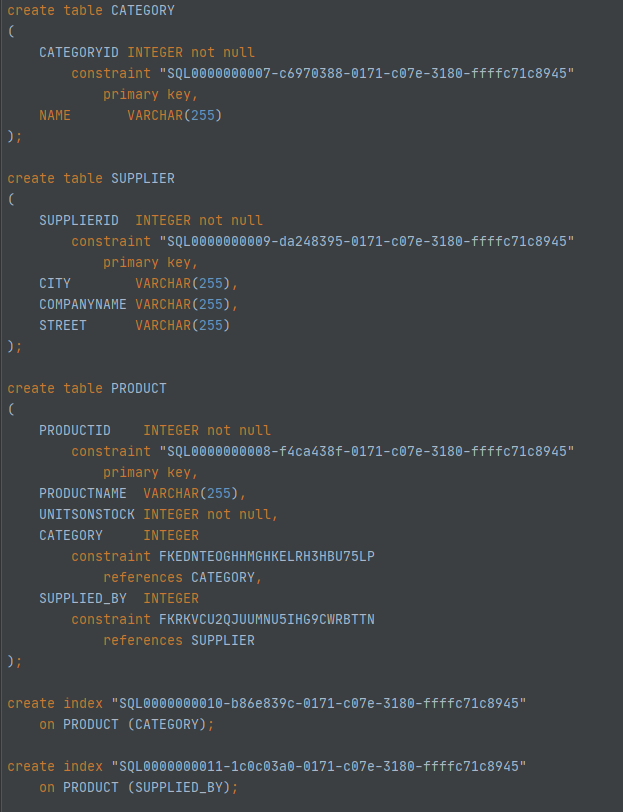 create table CATEGORY
(
    CATEGORYID INTEGER not null
        constraint "SQL0000000007-c6970388-0171-c07e-3180-ffffc71c8945"
            primary key,
    NAME       VARCHAR(255)
);

create table SUPPLIER
(
    SUPPLIERID  INTEGER not null
        constraint "SQL0000000009-da248395-0171-c07e-3180-ffffc71c8945"
            primary key,
    CITY        VARCHAR(255),
    COMPANYNAME VARCHAR(255),
    STREET      VARCHAR(255)
);

create table PRODUCT
(
    PRODUCTID    INTEGER not null
        constraint "SQL0000000008-f4ca438f-0171-c07e-3180-ffffc71c8945"
            primary key,
    PRODUCTNAME  VARCHAR(255),
    UNITSONSTOCK INTEGER not null,
    CATEGORY     INTEGER
        constraint FKEDNTEOGHHMGHKELRH3HBU75LP
            references CATEGORY,
    SUPPLIED_BY  INTEGER
        constraint FKRKVCU2QJUUMNU5IHG9CWRBTTN
            references SUPPLIER
);

create index "SQL0000000010-b86e839c-0171-c07e-3180-ffffc71c8945"
    on PRODUCT (CATEGORY);

create index "SQL0000000011-1c0c03a0-0171-c07e-3180-ffffc71c8945"
    on PRODUCT (SUPPLIED_BY);